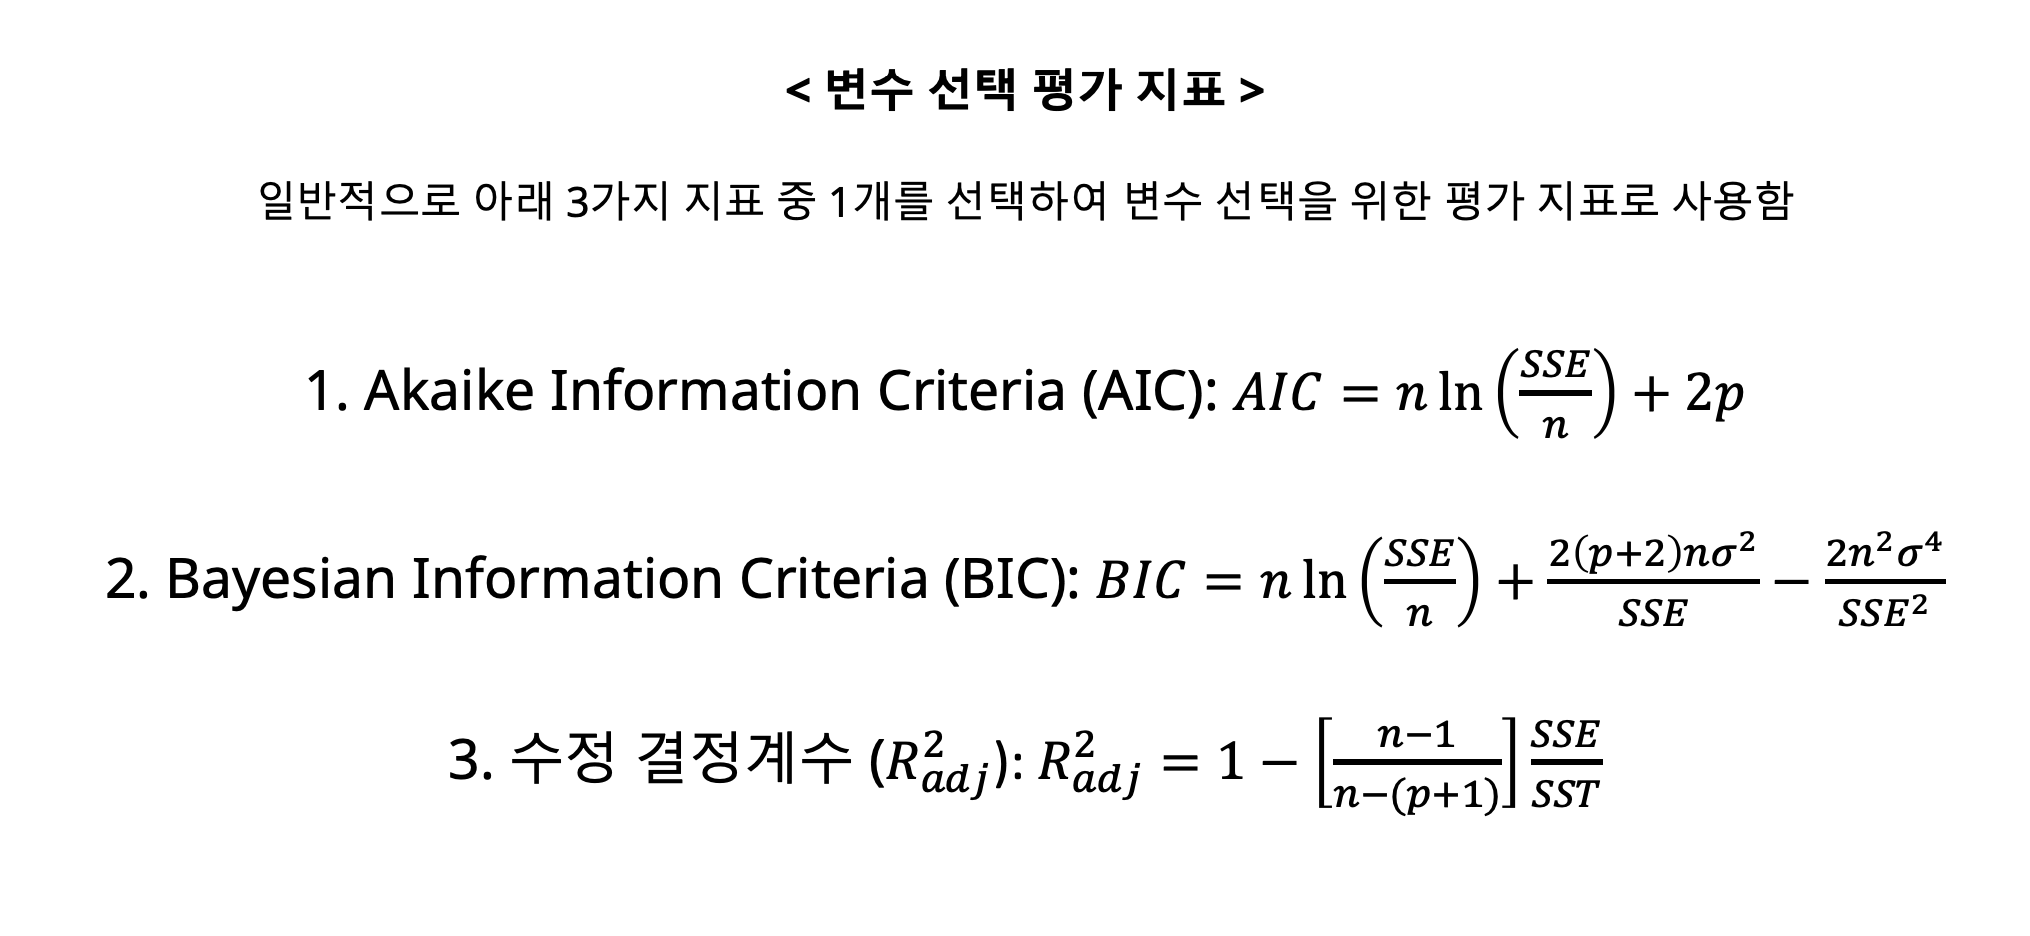 < 변수 선택 평가 지표 >
일반적으로 아래 3가지 지표 중 1개를 선택하여 변수 선택을 위한 평가 지표로 사용함
1. Akaike Information Criteria (AIC): $AIC = n \ln\left(\frac{SSE}{n}\right) + 2p$
2. Bayesian Information Criteria (BIC): $BIC = n \ln\left(\frac{SSE}{n}\right) + \frac{2(p+2)n\sigma^2}{SSE} - \frac{2n^2\sigma^4}{SSE^2}$
3. 수정 결정계수 ($R^2_{adj}$): $R^2_{adj} = 1 - \left[\frac{n-1}{n-(p+1)}\right]\frac{SSE}{SST}$